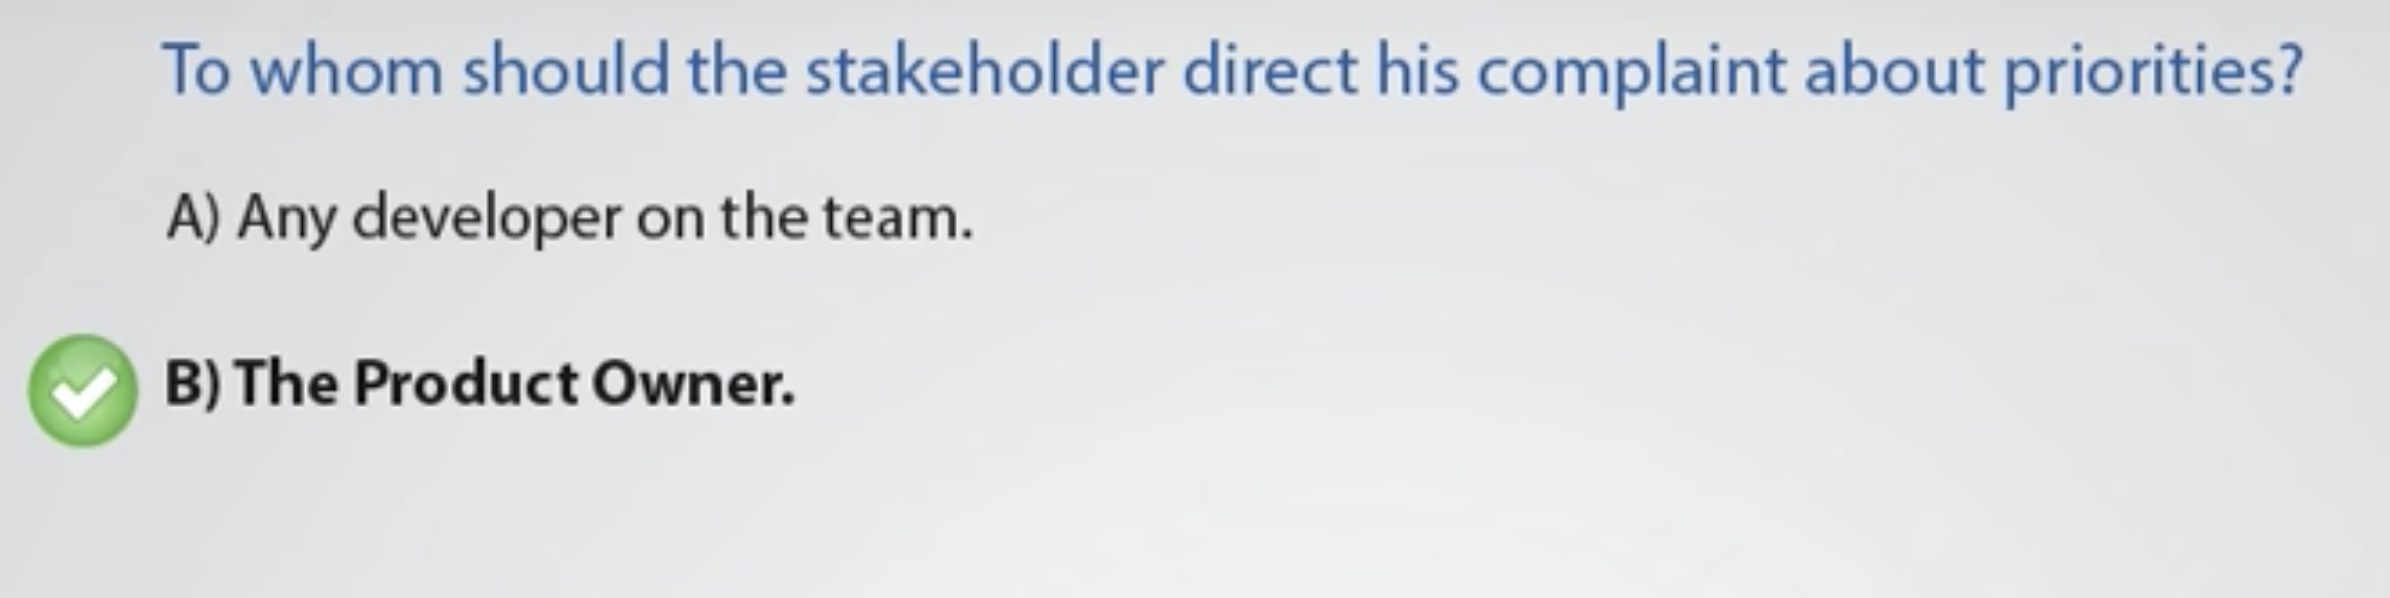 To whom should the stakeholder direct his complaint about priorities?
A) Any developer on the team.
B) The Product Owner.